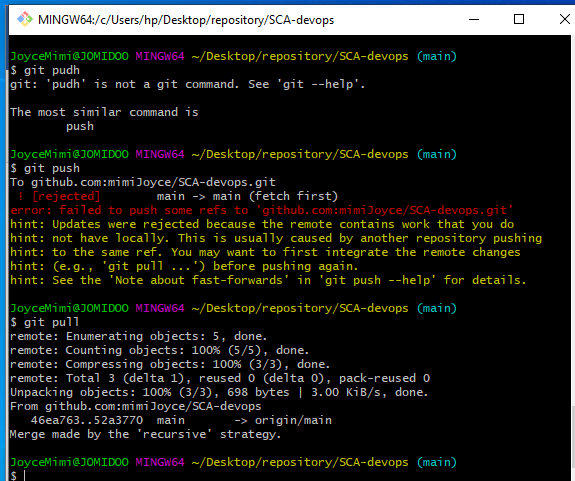 MINGW64:/c/Users/hp/Desktop/repository/SCA-devops
JoyceMimi@JOMIDOO MINGW64 ~/Desktop/repository/SCA-devops (main)
$ git pudh
git: 'pudh' is not a git command. See 'git --help'.
The most similar command is
push
JoyceMimi@JOMIDOO MINGW64 ~/Desktop/repository/SCA-devops (main)
$ git push
To github.com:mimiJoyce/SCA-devops.git
! [rejected] main -> main (fetch first)
error: failed to push some refs to 'github.com:mimiJoyce/SCA-devops.git'
hint: Updates were rejected because the remote contains work that you do
hint: not have locally. This is usually caused by another repository pushing
hint: to the same ref. You may want to first integrate the remote changes
hint: (e.g., 'git pull ...') before pushing again.
hint: See the 'Note about fast-forwards' in 'git push --help' for details.
JoyceMimi@JOMIDOO MINGW64 ~/Desktop/repository/SCA-devops (main)
$ git pull
remote: Enumerating objects: 5, done.
remote: Counting objects: 100% (5/5), done.
remote: Compressing objects: 100% (3/3), done.
remote: Total 3 (delta 1), reused 0 (delta 0), pack-reused 0
Unpacking objects: 100% (3/3), 698 bytes | 3.00 KiB/s, done.
From github.com:mimiJoyce/SCA-devops
46ea763..52a3770 main -> origin/main
Merge made by the 'recursive' strategy.
JoyceMimi@JOMIDOO MINGW64 ~/Desktop/repository/SCA-devops (main)
$